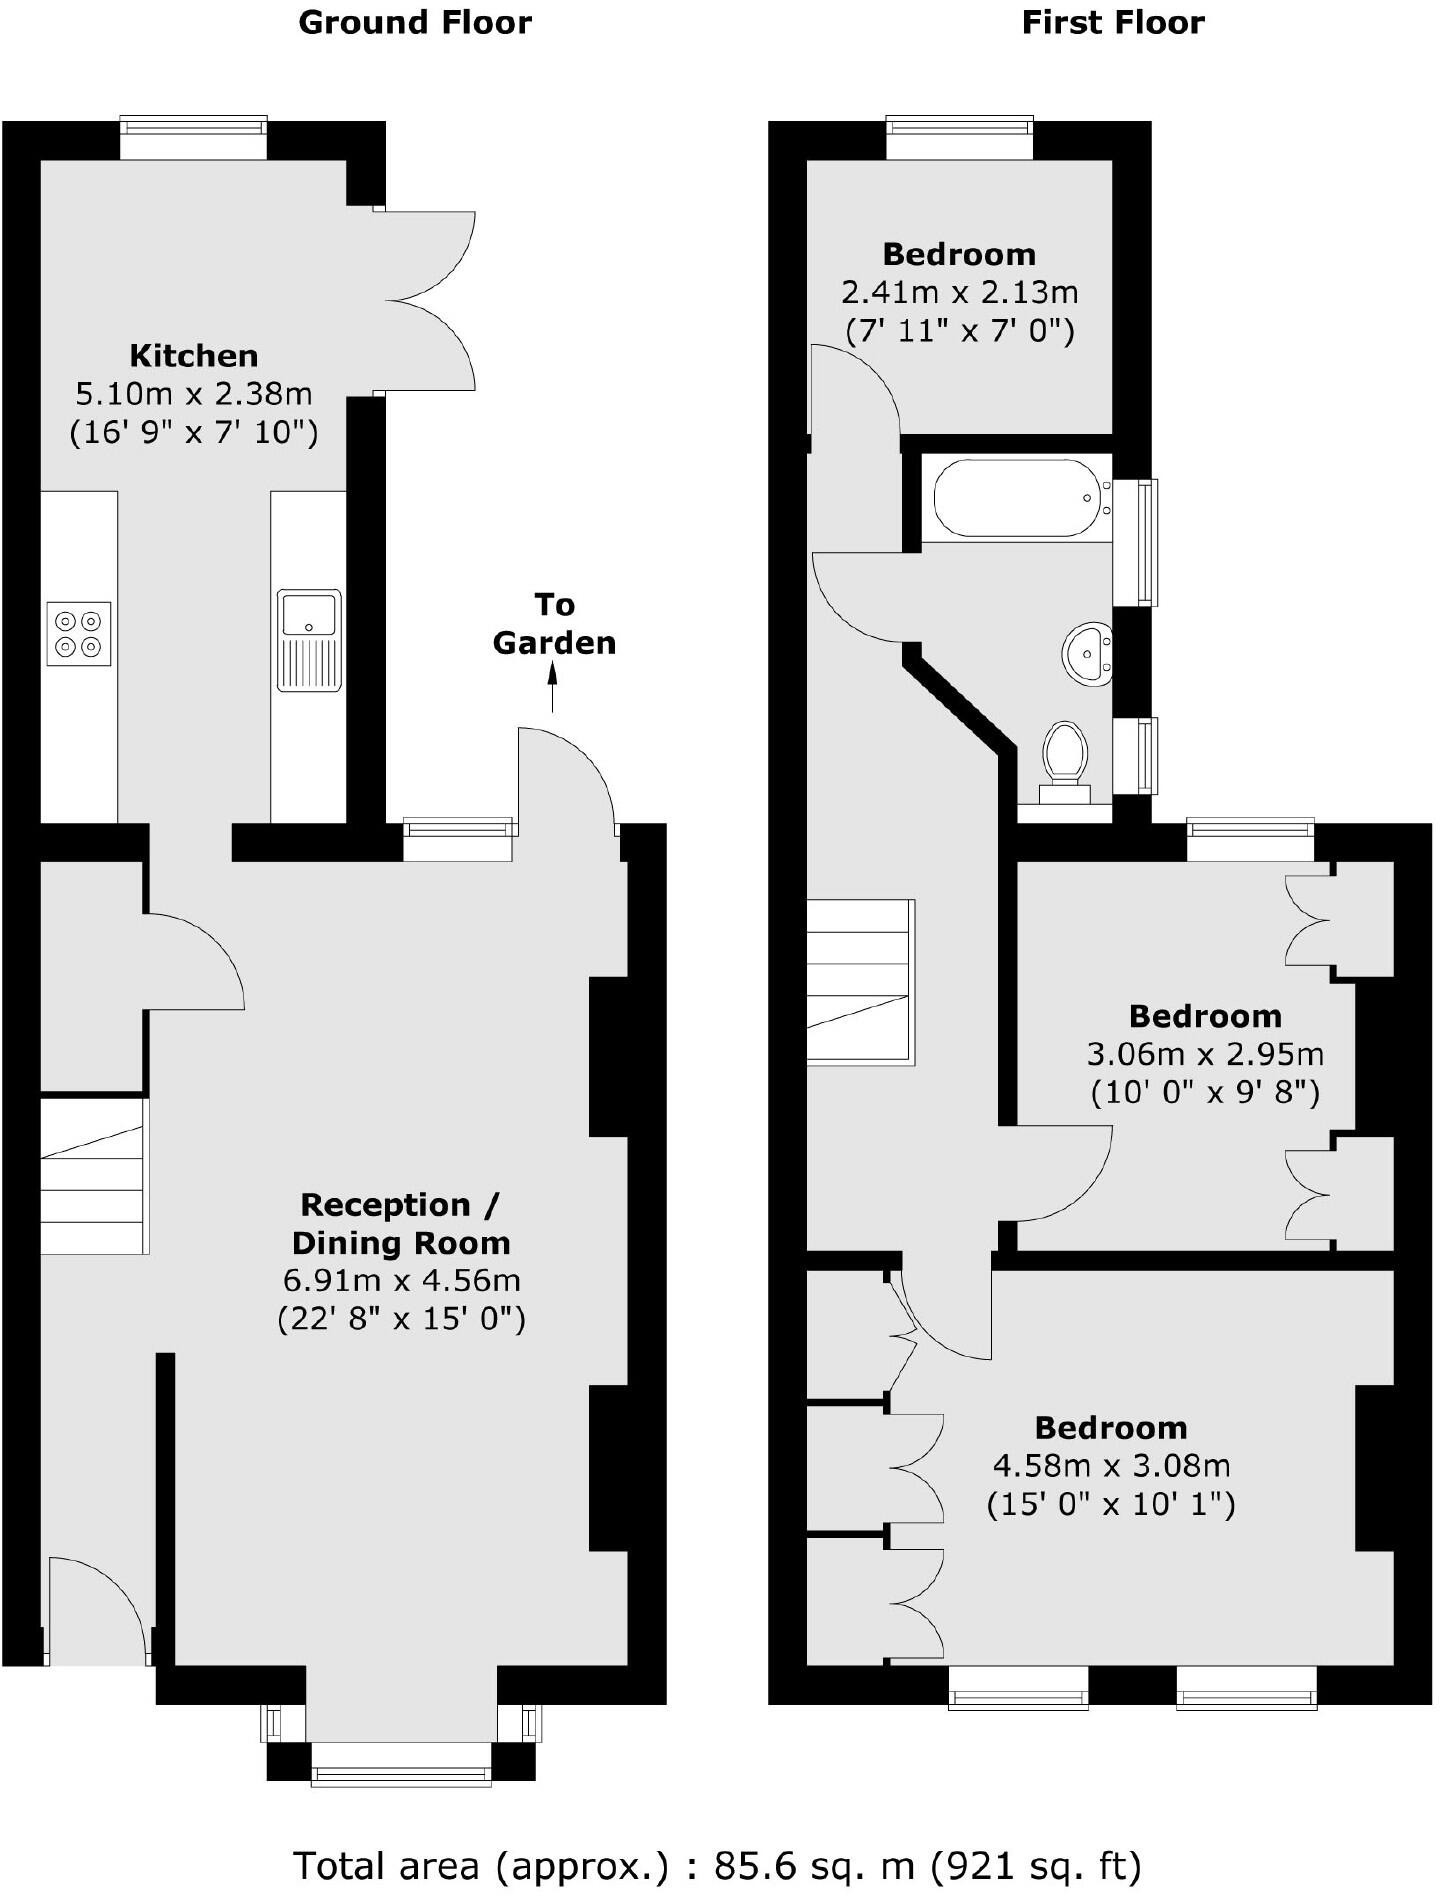 Ground Floor
First Floor
Bedroom
2.41m x 2.13m
(7' 11" x 7' 0")
Kitchen
5.10m x 2.38m
(16' 9" x 7' 10")
To
Garden
Bedroom
3.06m x 2.95m
(10' 0" x 9' 8")
Reception /
Dining Room
6.91m x 4.56m
(22' 8" x 15' 0")
Bedroom
4.58m x 3.08m
(15' 0" x 10' 1")
Total area (approx.) : 85.6 sq. m (921 sq. ft)